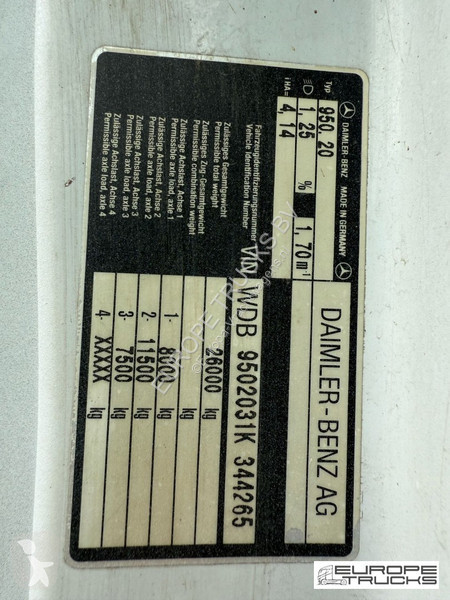 DAIMLER-BENZ MADE IN GERMANY
DAIMLER-BENZ AG
Typ 950.20
1,25 % 1,70m⁻¹
iHA= 4,14
Fahrzeugidentifizierungsnummer
Vehicle Identification Number
VIN WDB 9502031K 344265
Zulässiges Gesamtgewicht
Permissible total weight
26000 kg
Zulässiges Zug-Gesamtgewicht
Permissible combination weight
kg
Zulässige Achslast, Achse 1
Permissible axle load, axle 1
1- 8000 kg
Zulässige Achslast, Achse 2
Permissible axle load, axle 2
2- 11500 kg
Zulässige Achslast, Achse 3
Permissible axle load, axle 3
3- 7500 kg
Zulässige Achslast, Achse 4
Permissible axle load, axle 4
4- XXXXX kg
EUROPE-TRUCKS BV
EUROPE
TRUCKS